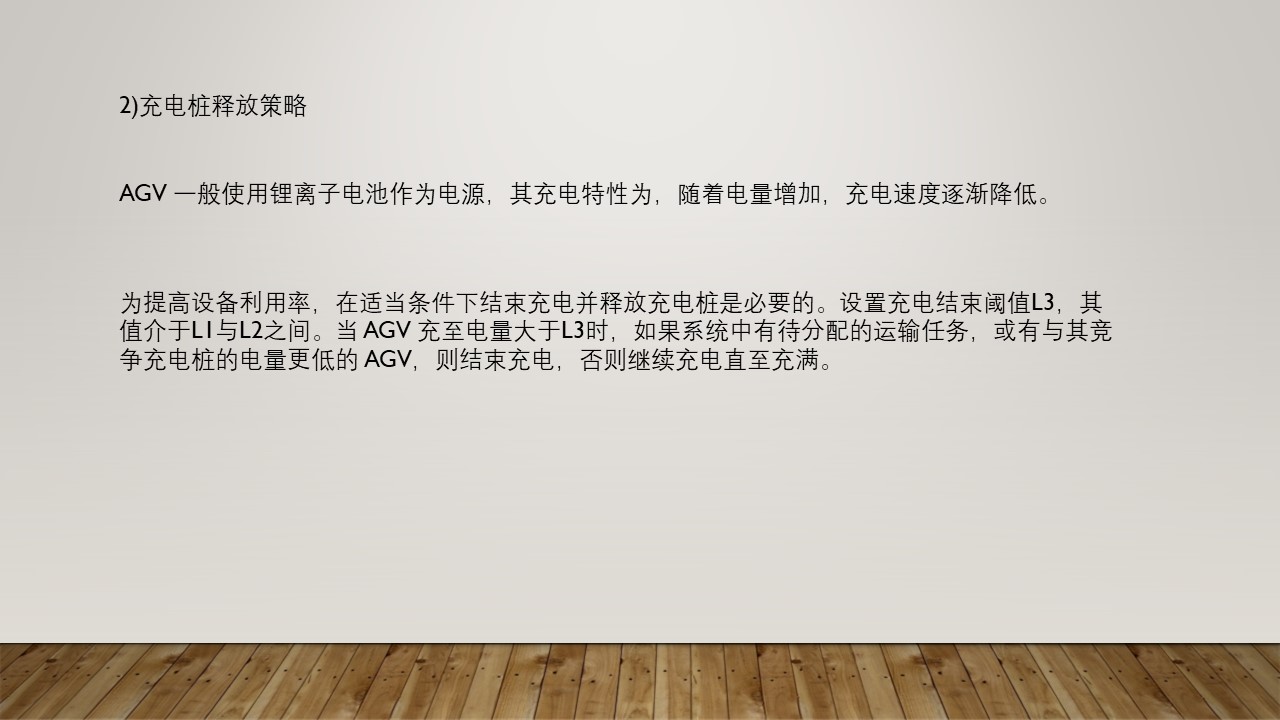 2)充电桩释放策略
AGV 一般使用锂离子电池作为电源，其充电特性为，随着电量增加，充电速度逐渐降低。
为提高设备利用率，在适当条件下结束充电并释放充电桩是必要的。设置充电结束阈值L3，其
值介于L1与L2之间。当 AGV 充至电量大于L3时，如果系统中有待分配的运输任务，或有与其竞
争充电桩的电量更低的 AGV，则结束充电，否则继续充电直至充满。